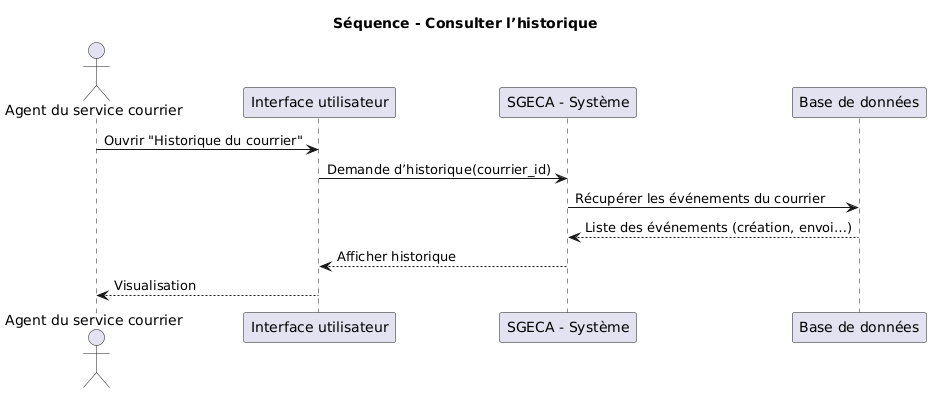 Séquence - Consulter l’historique
Agent du service courrier
Interface utilisateur
SGECA - Système
Base de données
Ouvrir "Historique du courrier"
Demande d’historique(courrier_id)
Récupérer les événements du courrier
Liste des événements (création, envoi...)
Afficher historique
Visualisation
Agent du service courrier
Interface utilisateur
SGECA - Système
Base de données